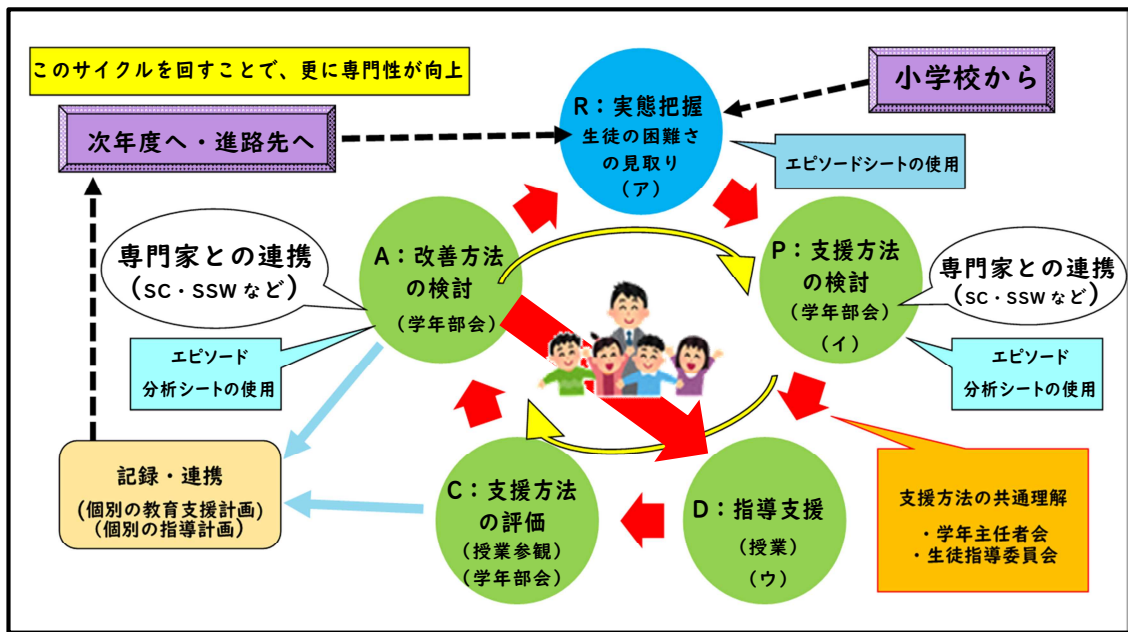 このサイクルを回すことで、更に専門性が向上
小学校から
次年度へ・進路先へ
R：実態把握
生徒の困難さ
の見取り
（ア）
エピソードシートの使用
専門家との連携
（SC・SSWなど）
A：改善方法
の検討
（学年部会）
P：支援方法
の検討
（学年部会）
（イ）
専門家との連携
（SC・SSWなど）
エピソード
分析シートの使用
エピソード
分析シートの使用
記録・連携
(個別の教育支援計画)
(個別の指導計画)
C：支援方法
の評価
（授業参観）
（学年部会）
D：指導支援
（授業）
（ウ）
支援方法の共通理解
・学年主任者会
・生徒指導委員会